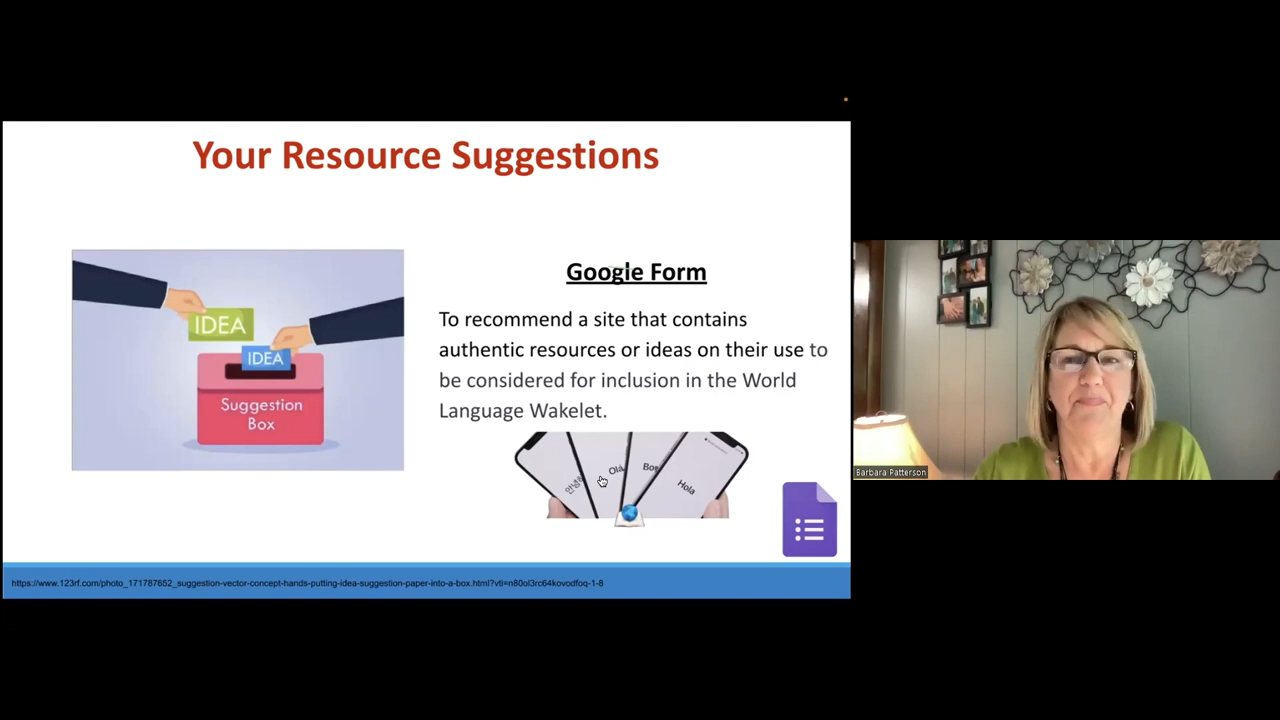 Your Resource Suggestions
IDEA
IDEA
Suggestion
Box
Google Form
To recommend a site that contains
authentic resources or ideas on their use to
be considered for inclusion in the World
Language Wakelet.
Olá
Hola
https://www.123rf.com/photo_171787652_suggestion-vector-concept-hands-putting-idea-suggestion-paper-into-a-box.html?vti=n80ol3rc64kovodfoq-1-8
Barbara Patterson